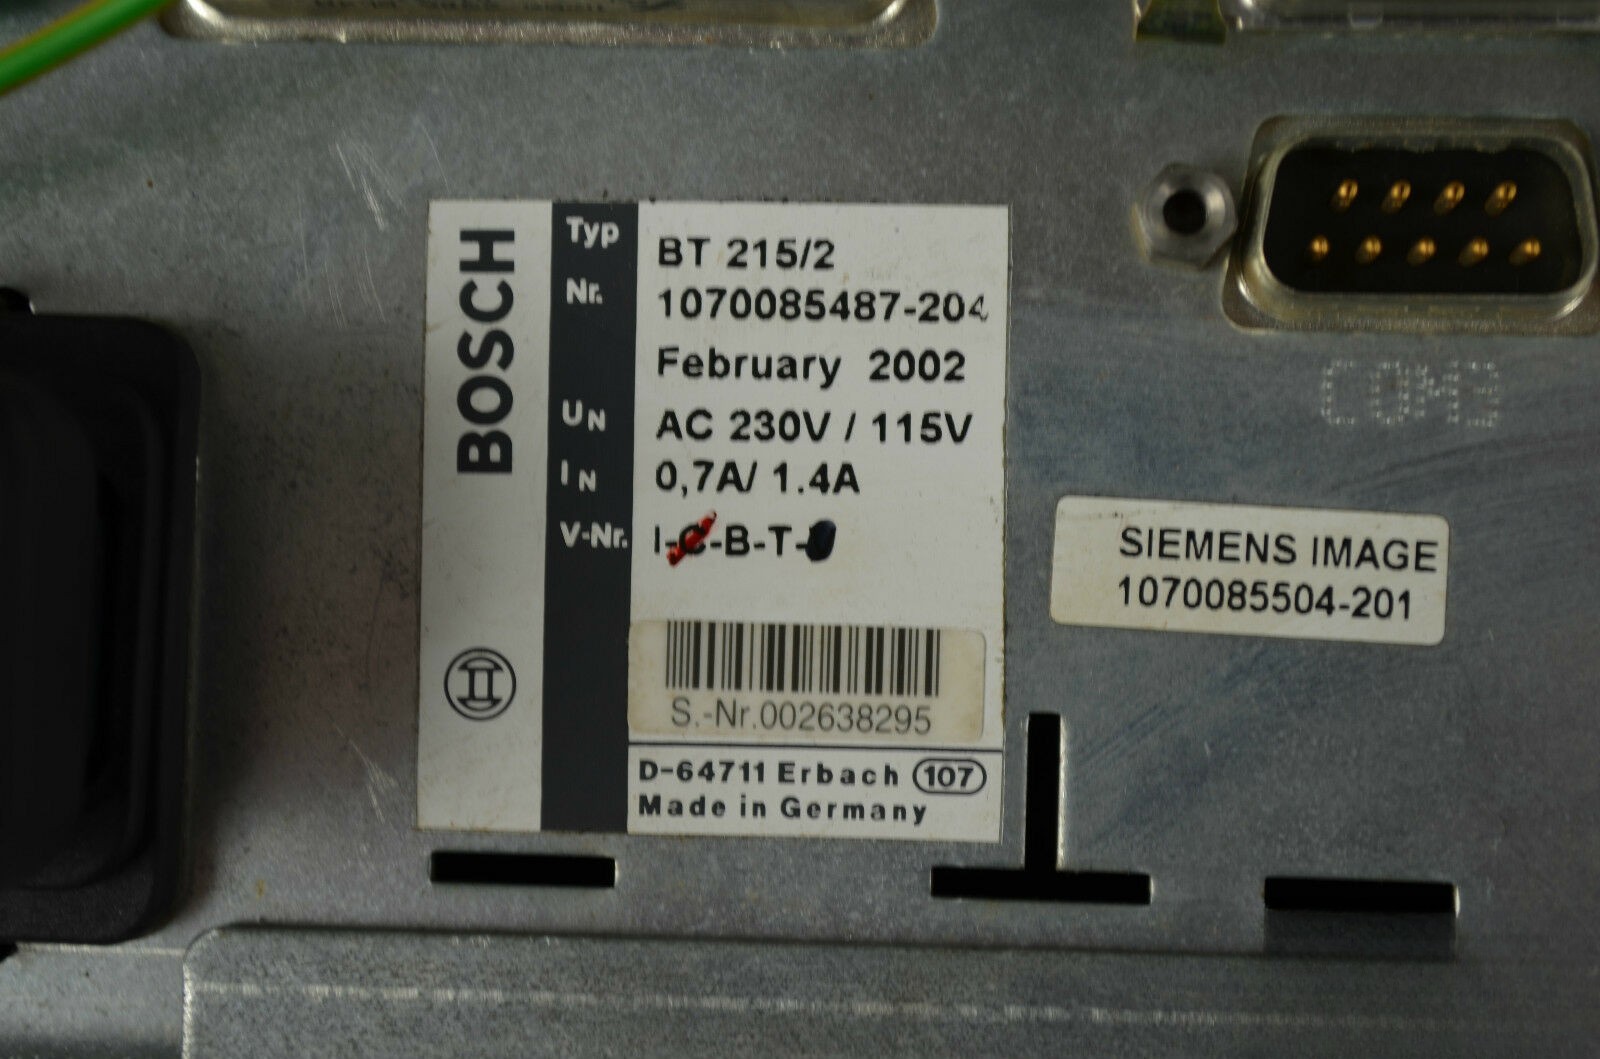 BOSCH
Typ BT 215/2
Nr. 1070085487-204
February 2002
UN AC 230V / 115V
IN 0,7A/ 1.4A
V-Nr. I-C-B-T-
S.-Nr.002638295
D-64711 Erbach 107
Made in Germany
COM2
SIEMENS IMAGE
1070085504-201